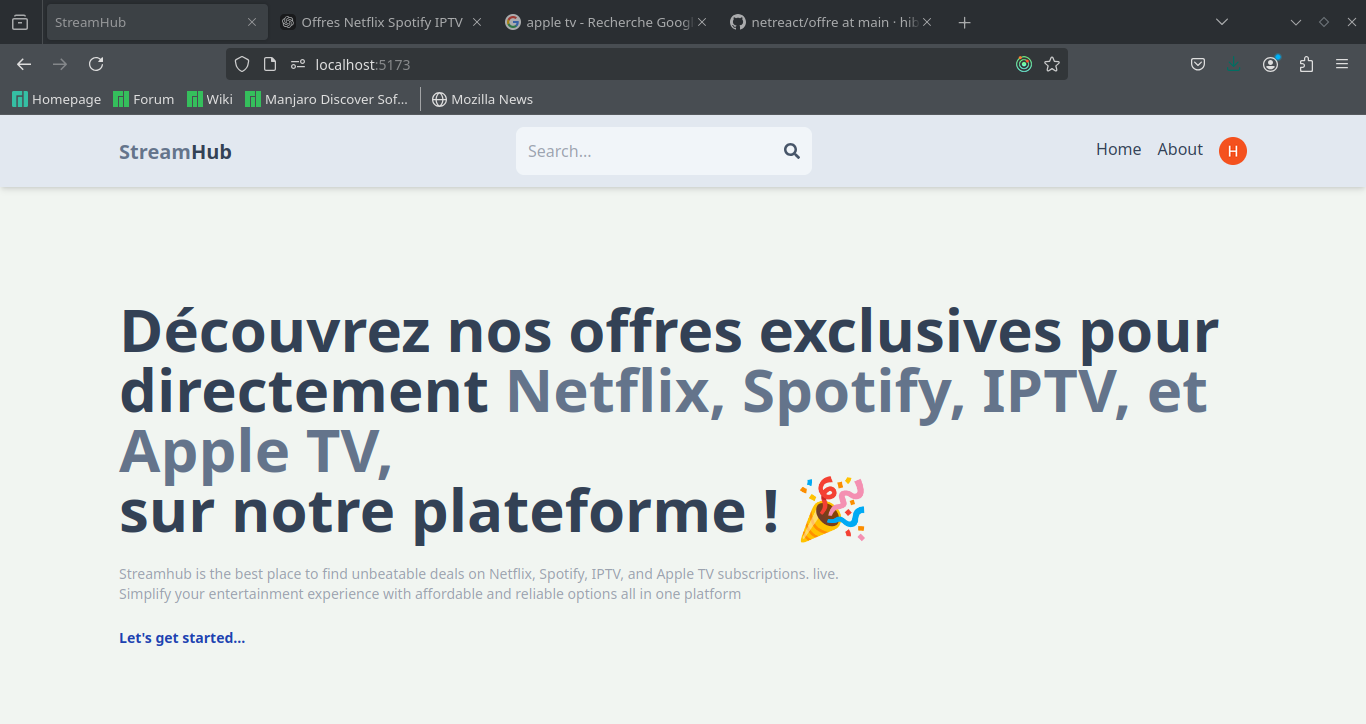 StreamHub
Offres Netflix Spotify IPTV
apple tv - Recherche Goog
netreact/offre at main · hib
localhost:5173
Homepage
Forum
Wiki
Manjaro Discover Sof...
Mozilla News
StreamHub
Search...
Home
About
H
Découvrez nos offres exclusives pour
directement Netflix, Spotify, IPTV, et
Apple TV,
sur notre plateforme ! 🎉
Streamhub is the best place to find unbeatable deals on Netflix, Spotify, IPTV, and Apple TV subscriptions. live.
Simplify your entertainment experience with affordable and reliable options all in one platform
Let's get started...